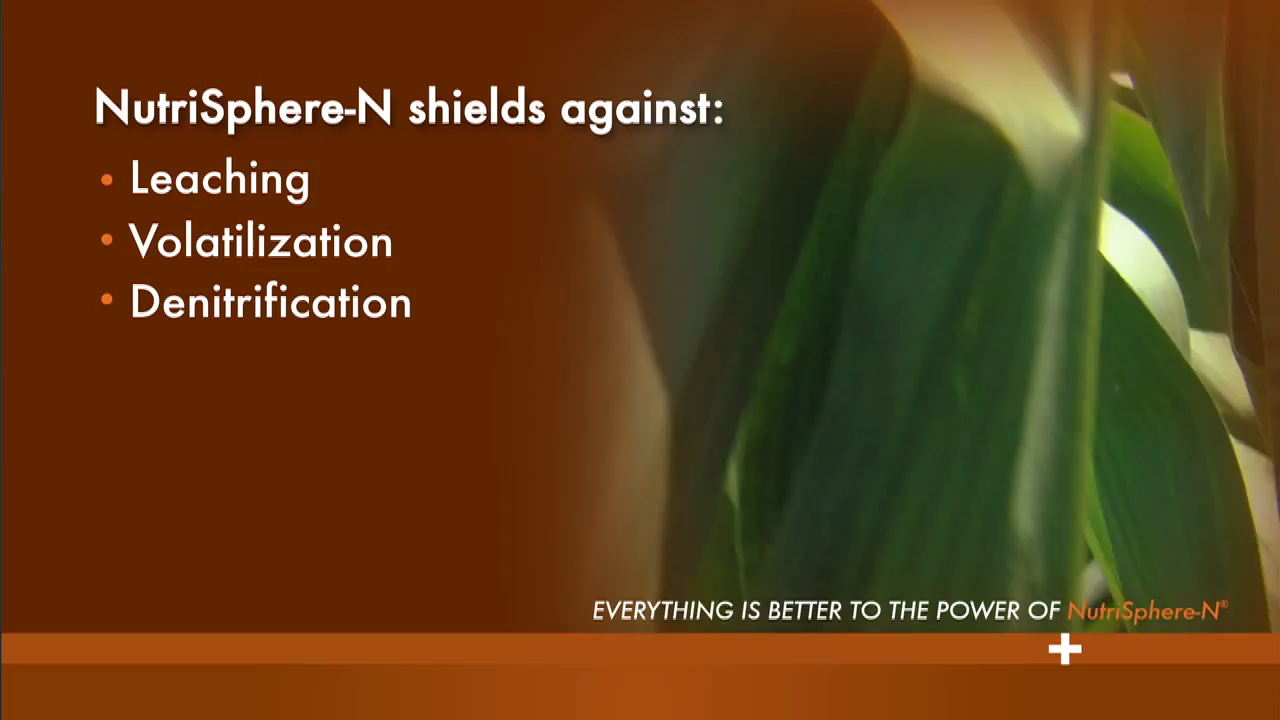 NutriSphere-N shields against:
• Leaching
• Volatilization
• Denitrification
EVERYTHING IS BETTER TO THE POWER OF NutriSphere-N®
+